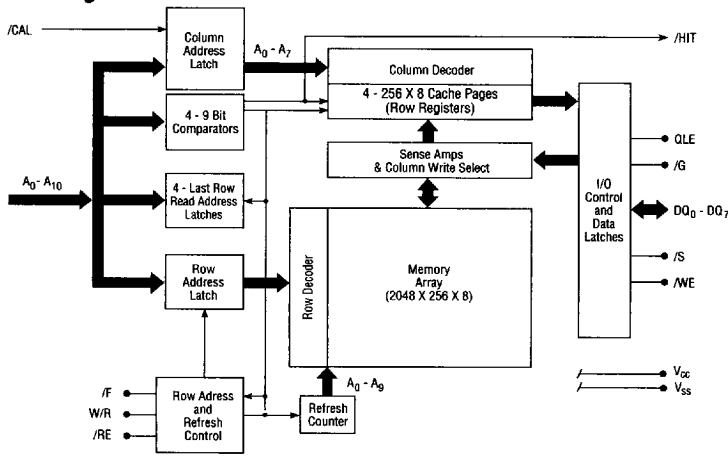 /CAL
Column
Address
Latch
A0 - A7
Column Decoder
/HIT
4 - 9 Bit
Comparators
4 - 256 X 8 Cache Pages
(Row Registers)
Sense Amps
& Column Write Select
A0 - A10
4 - Last Row
Read Address
Latches
I/O
Control
and
Data
Latches
QLE
/G
DQ0 - DQ7
/S
/WE
Row
Address
Latch
Row Decoder
Memory
Array
(2048 X 256 X 8)
A0 - A9
VCC
VSS
/F
W/R
/RE
Row Adress
and
Refresh
Control
Refresh
Counter